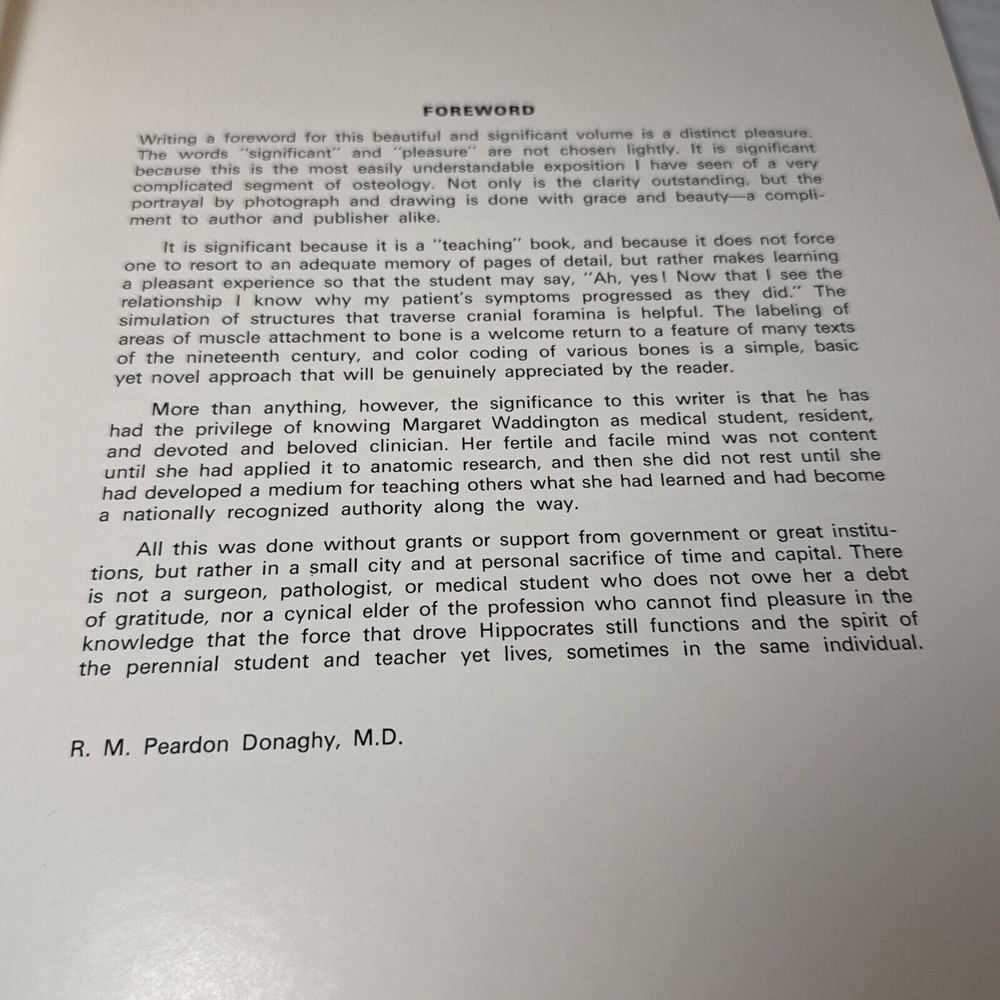 FOREWORD
Writing a foreword for this beautiful and significant volume is a distinct pleasure.
The words "significant" and "pleasure" are not chosen lightly. It is significant
because this is the most easily understandable exposition I have seen of a very
complicated segment of osteology. Not only is the clarity outstanding, but the
portrayal by photograph and drawing is done with grace and beauty—a compli-
ment to author and publisher alike.
It is significant because it is a "teaching" book, and because it does not force
one to resort to an adequate memory of pages of detail, but rather makes learning
a pleasant experience so that the student may say, "Ah, yes! Now that I see the
relationship I know why my patient's symptoms progressed as they did." The
simulation of structures that traverse cranial foramina is helpful. The labeling of
areas of muscle attachment to bone is a welcome return to a feature of many texts
of the nineteenth century, and color coding of various bones is a simple, basic
yet novel approach that will be genuinely appreciated by the reader.
More than anything, however, the significance to this writer is that he has
had the privilege of knowing Margaret Waddington as medical student, resident,
and devoted and beloved clinician. Her fertile and facile mind was not content
until she had applied it to anatomic research, and then she did not rest until she
had developed a medium for teaching others what she had learned and had become
a nationally recognized authority along the way.
All this was done without grants or support from government or great institu-
tions, but rather in a small city and at personal sacrifice of time and capital. There
is not a surgeon, pathologist, or medical student who does not owe her a debt
of gratitude, nor a cynical elder of the profession who cannot find pleasure in the
knowledge that the force that drove Hippocrates still functions and the spirit of
the perennial student and teacher yet lives, sometimes in the same individual.
R. M. Peardon Donaghy, M.D.